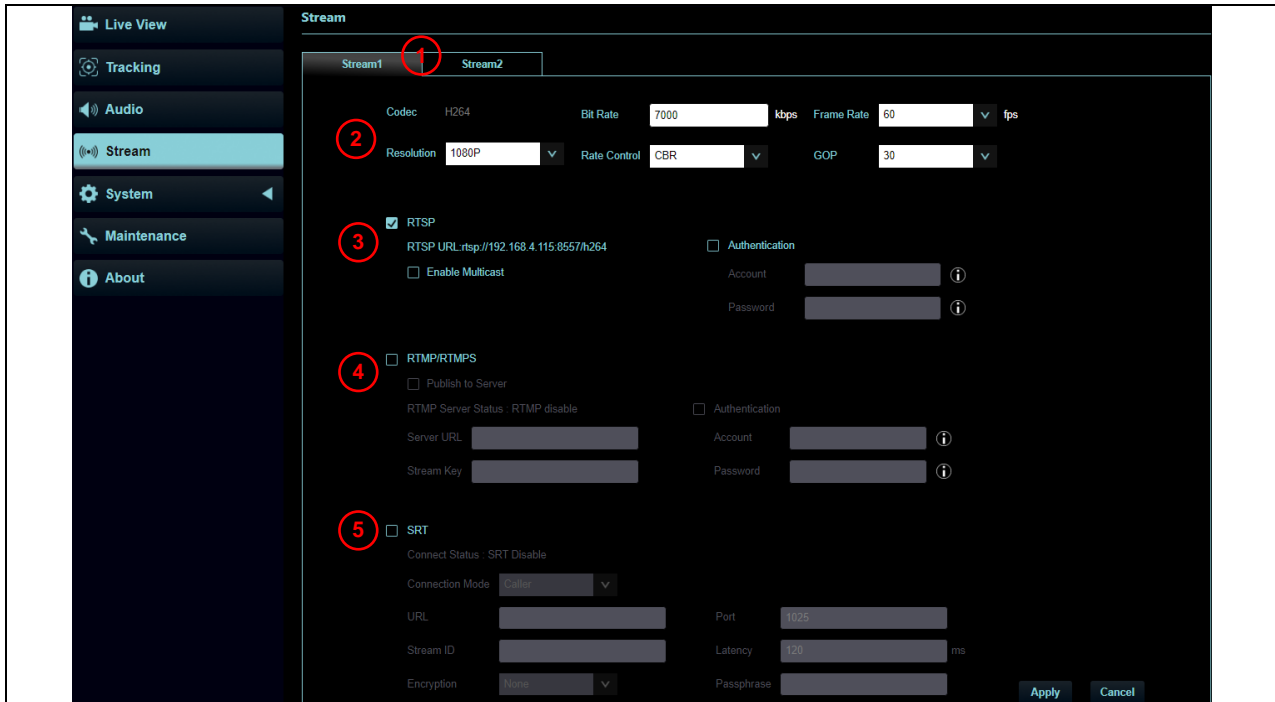 Live View
Tracking
Audio
Stream
System
Maintenance
About
Stream
1
Stream1 Stream2
2
Codec H264 Bit Rate 7000 kbps Frame Rate 60 fps
Resolution 1080P Rate Control CBR GOP 30
3
RTSP
RTSP URL:rtsp://192.168.4.115:8557/h264 Authentication
Enable Multicast Account
Password
4
RTMP/RTMPS
Publish to Server
RTMP Server Status : RTMP disable Authentication
Server URL Account
Stream Key Password
5
SRT
Connect Status : SRT Disable
Connection Mode Caller
URL Port 1025
Stream ID Latency 120 ms
Encryption None Passphrase
Apply Cancel